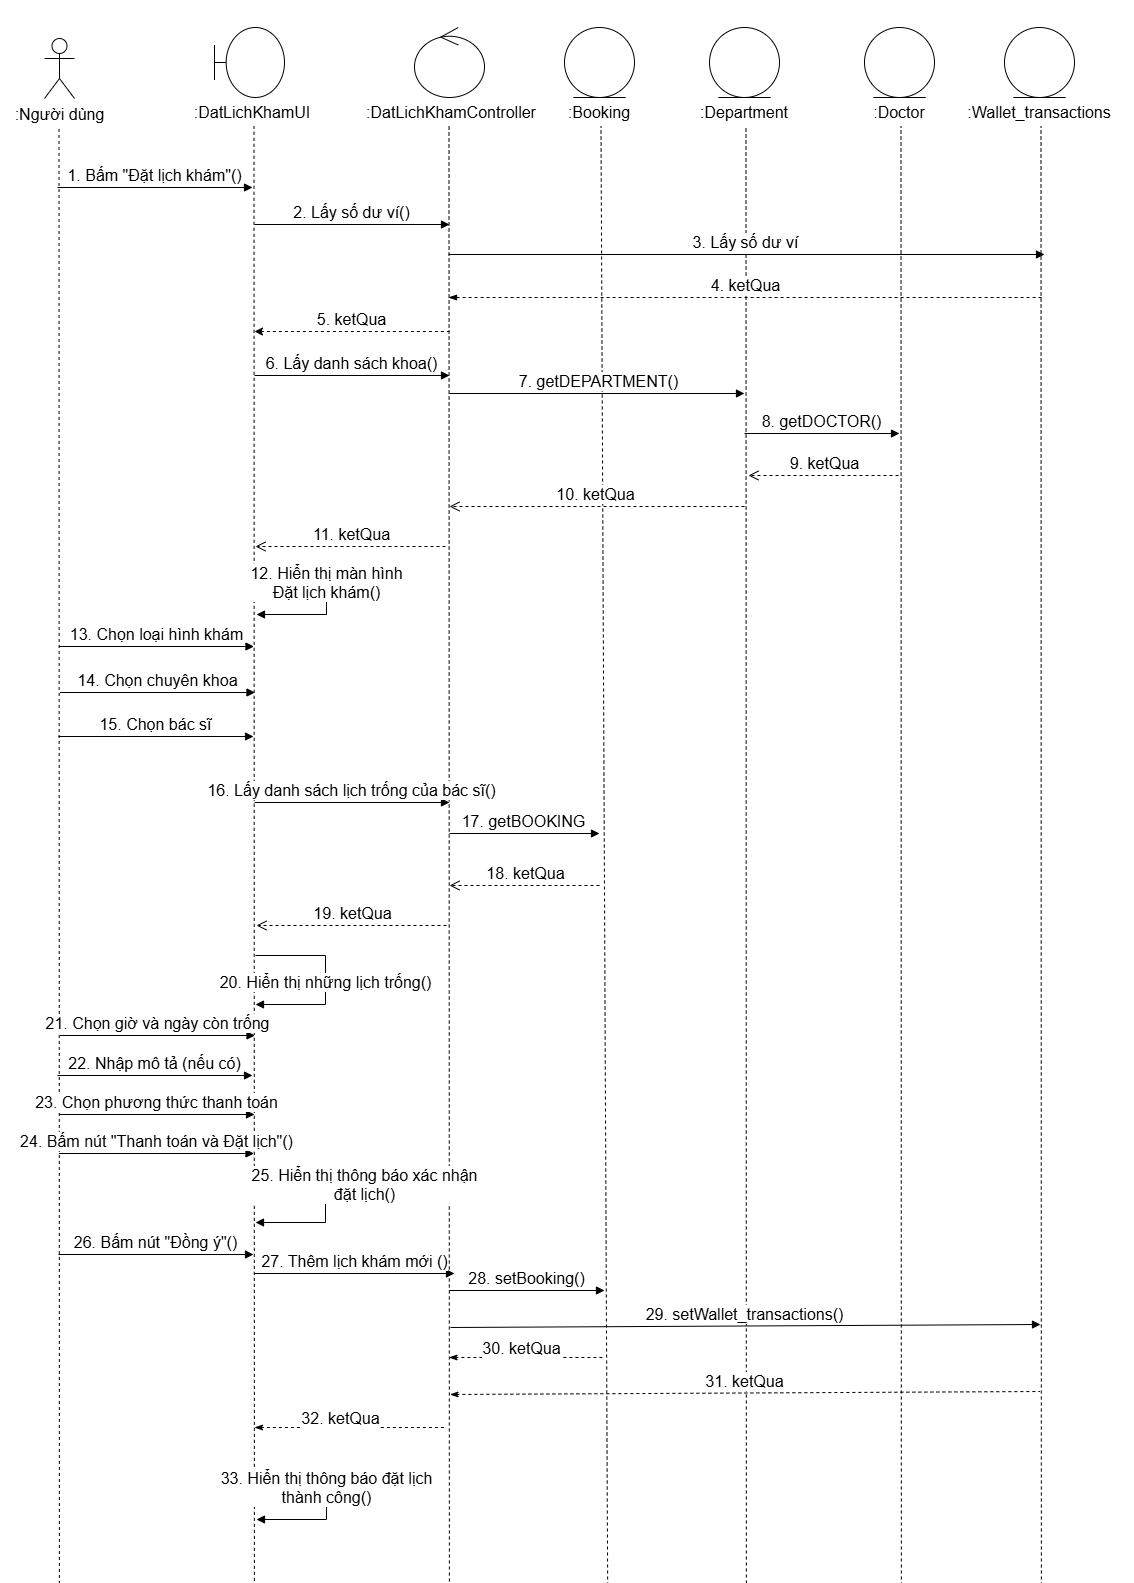 :Người dùng
:DatLichKhamUI
:DatLichKhamController
:Booking
:Department
:Doctor
:Wallet_transactions
1. Bấm "Đặt lịch khám"()
2. Lấy số dư ví()
3. Lấy số dư ví
4. ketQua
5. ketQua
6. Lấy danh sách khoa()
7. getDEPARTMENT()
8. getDOCTOR()
9. ketQua
10. ketQua
11. ketQua
12. Hiển thị màn hình
Đặt lịch khám()
13. Chọn loại hình khám
14. Chọn chuyên khoa
15. Chọn bác sĩ
16. Lấy danh sách lịch trống của bác sĩ()
17. getBOOKING
18. ketQua
19. ketQua
20. Hiển thị những lịch trống()
21. Chọn giờ và ngày còn trống
22. Nhập mô tả (nếu có)
23. Chọn phương thức thanh toán
24. Bấm nút "Thanh toán và Đặt lịch"()
25. Hiển thị thông báo xác nhận
đặt lịch()
26. Bấm nút "Đồng ý"()
27. Thêm lịch khám mới ()
28. setBooking()
29. setWallet_transactions()
30. ketQua
31. ketQua
32. ketQua
33. Hiển thị thông báo đặt lịch
thành công()